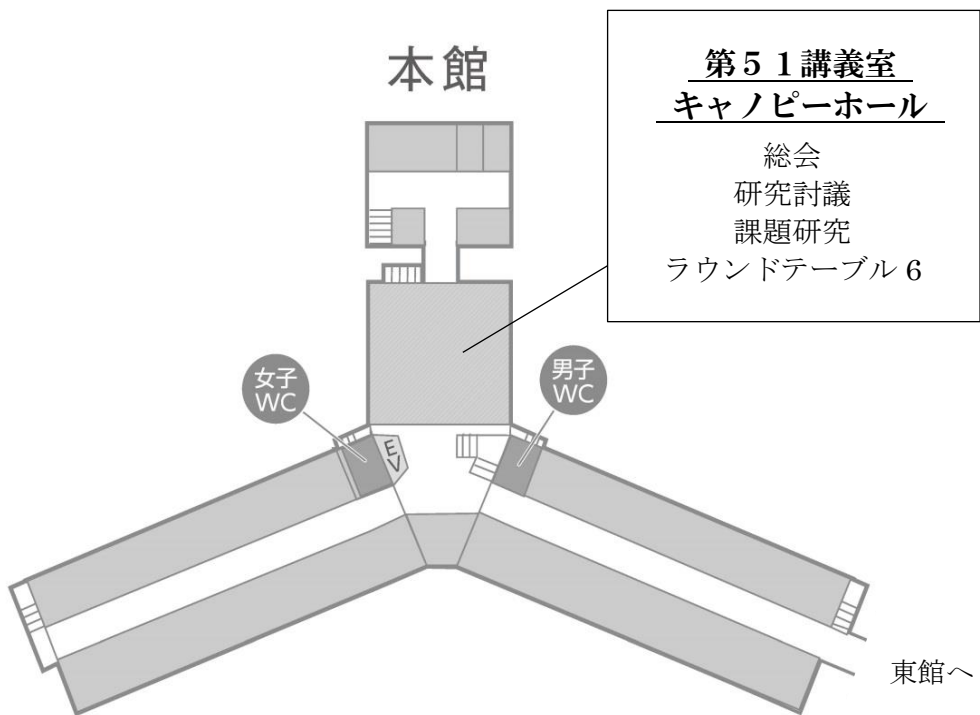 本館
第５１講義室
キャノピーホール
総会
研究討議
課題研究
ラウンドテーブル 6
女子
WC
男子
WC
EV
東館へ